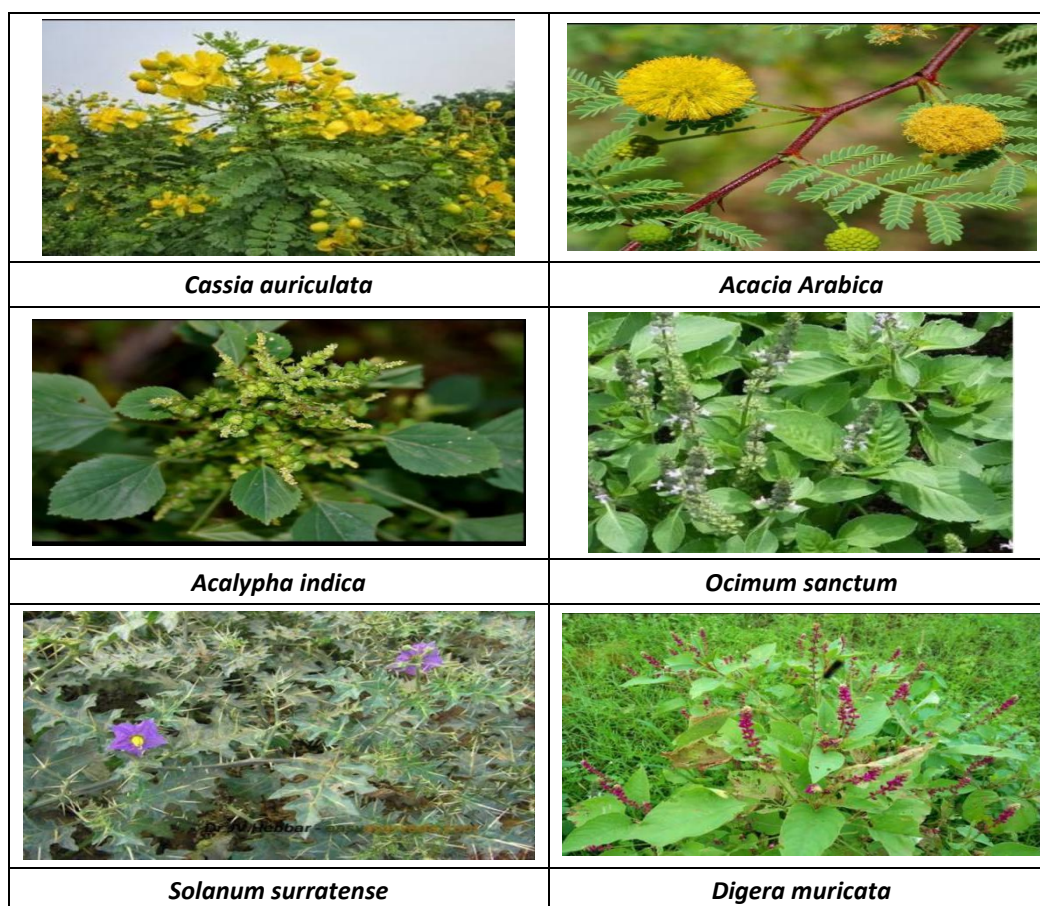 Cassia auriculata
Acacia Arabica
Acalypha indica
Ocimum sanctum
Solanum surratense
Digera muricata